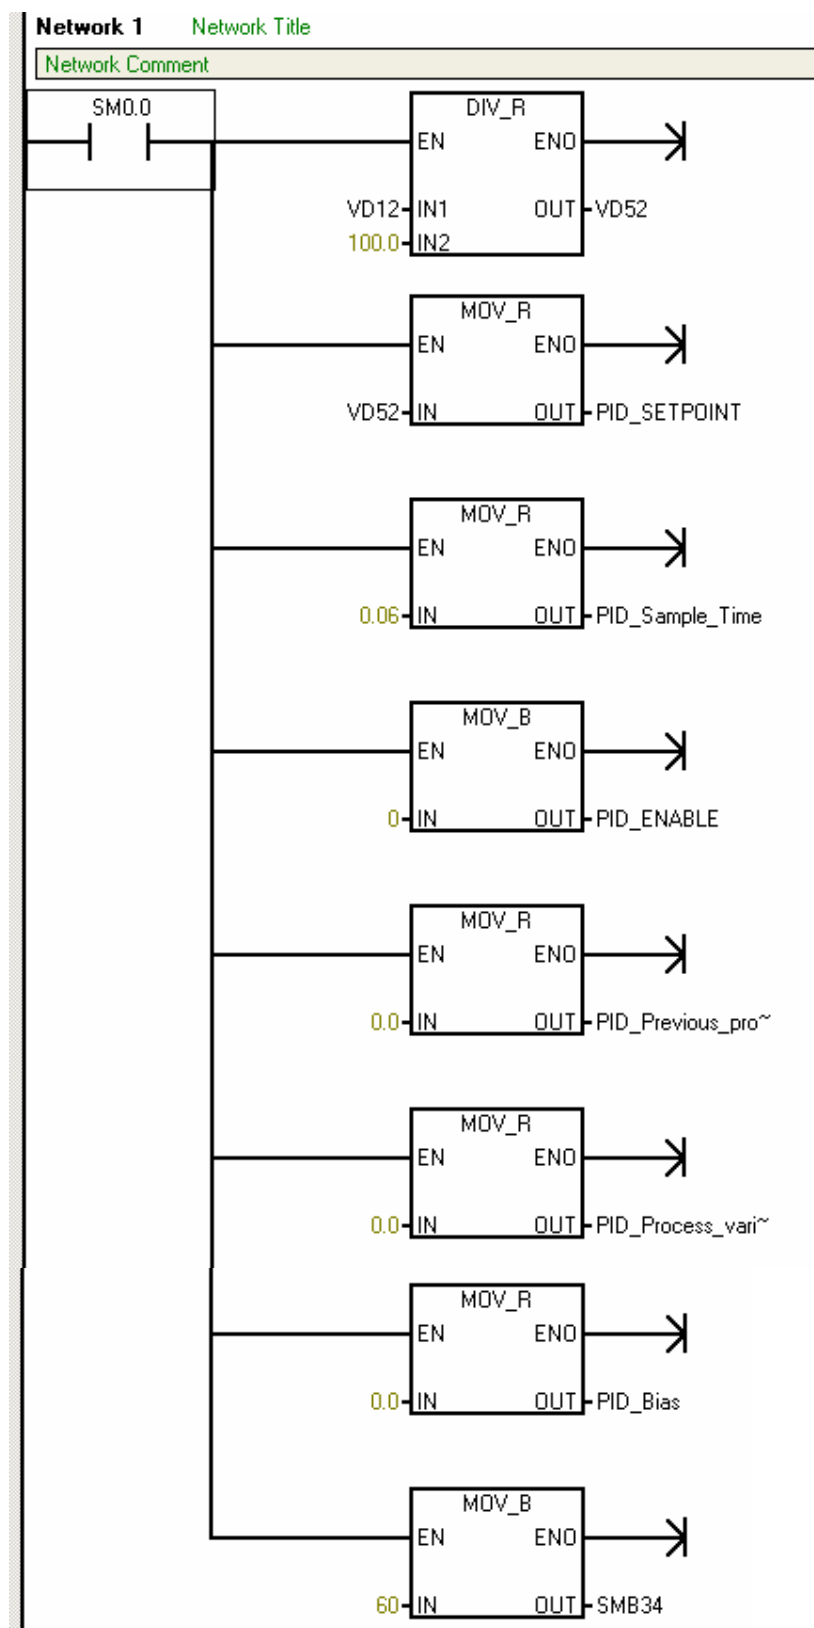 Network 1 Network Title
Network Comment
SM0.0
DIV_R
EN ENO
VD12 IN1 OUT VD52
100.0 IN2
MOV_R
EN ENO
VD52 IN OUT PID_SETPOINT
MOV_R
EN ENO
0.06 IN OUT PID_Sample_Time
MOV_B
EN ENO
0 IN OUT PID_ENABLE
MOV_R
EN ENO
0.0 IN OUT PID_Previous_pro~
MOV_R
EN ENO
0.0 IN OUT PID_Process_vari~
MOV_R
EN ENO
0.0 IN OUT PID_Bias
MOV_B
EN ENO
60 IN OUT SMB34